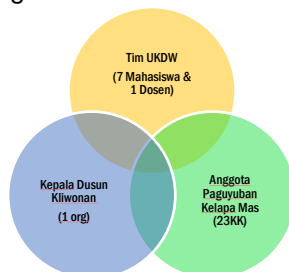 Tim UKDW
(7 Mahasiswa &
1 Dosen)
Kepala Dusun
Kliwonan
(1 org)
Anggota
Paguyuban
Kelapa Mas
(23KK)